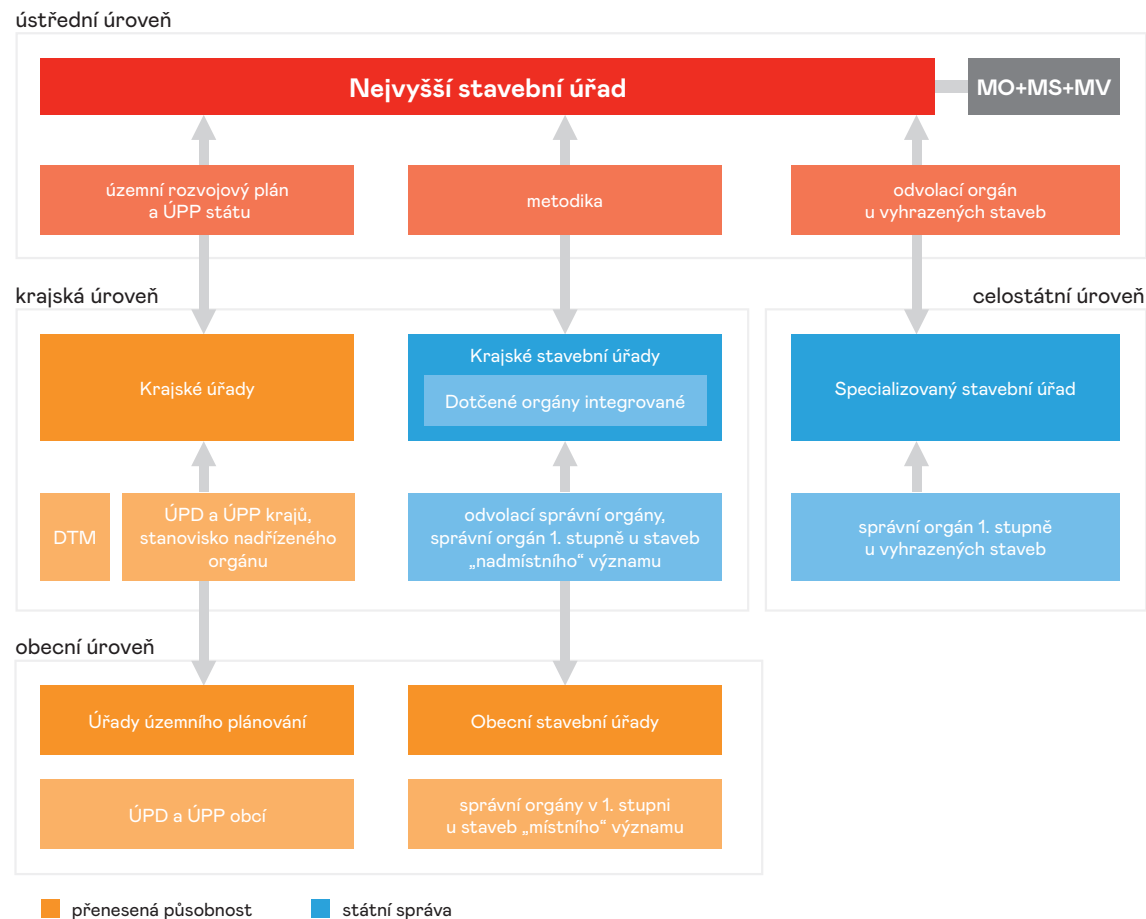 ústřední úroveň
Nejvyšší stavební úřad
MO+MS+MV
územní rozvojový plán
a ÚPP státu
metodika
odvolací orgán
u vyhrazených staveb
krajská úroveň
celostátní úroveň
Krajské úřady
Krajské stavební úřady
Dotčené orgány integrované
Specializovaný stavební úřad
DTM
ÚPD a ÚPP krajů,
stanovisko nadřízeného
orgánu
odvolací správní orgány,
správní orgán 1. stupně u staveb
„nadmístního“ významu
správní orgán 1. stupně
u vyhrazených staveb
obecní úroveň
Úřady územního plánování
Obecní stavební úřady
ÚPD a ÚPP obcí
správní orgány v 1. stupni
u staveb „místního“ významu
přenesená působnost
státní správa